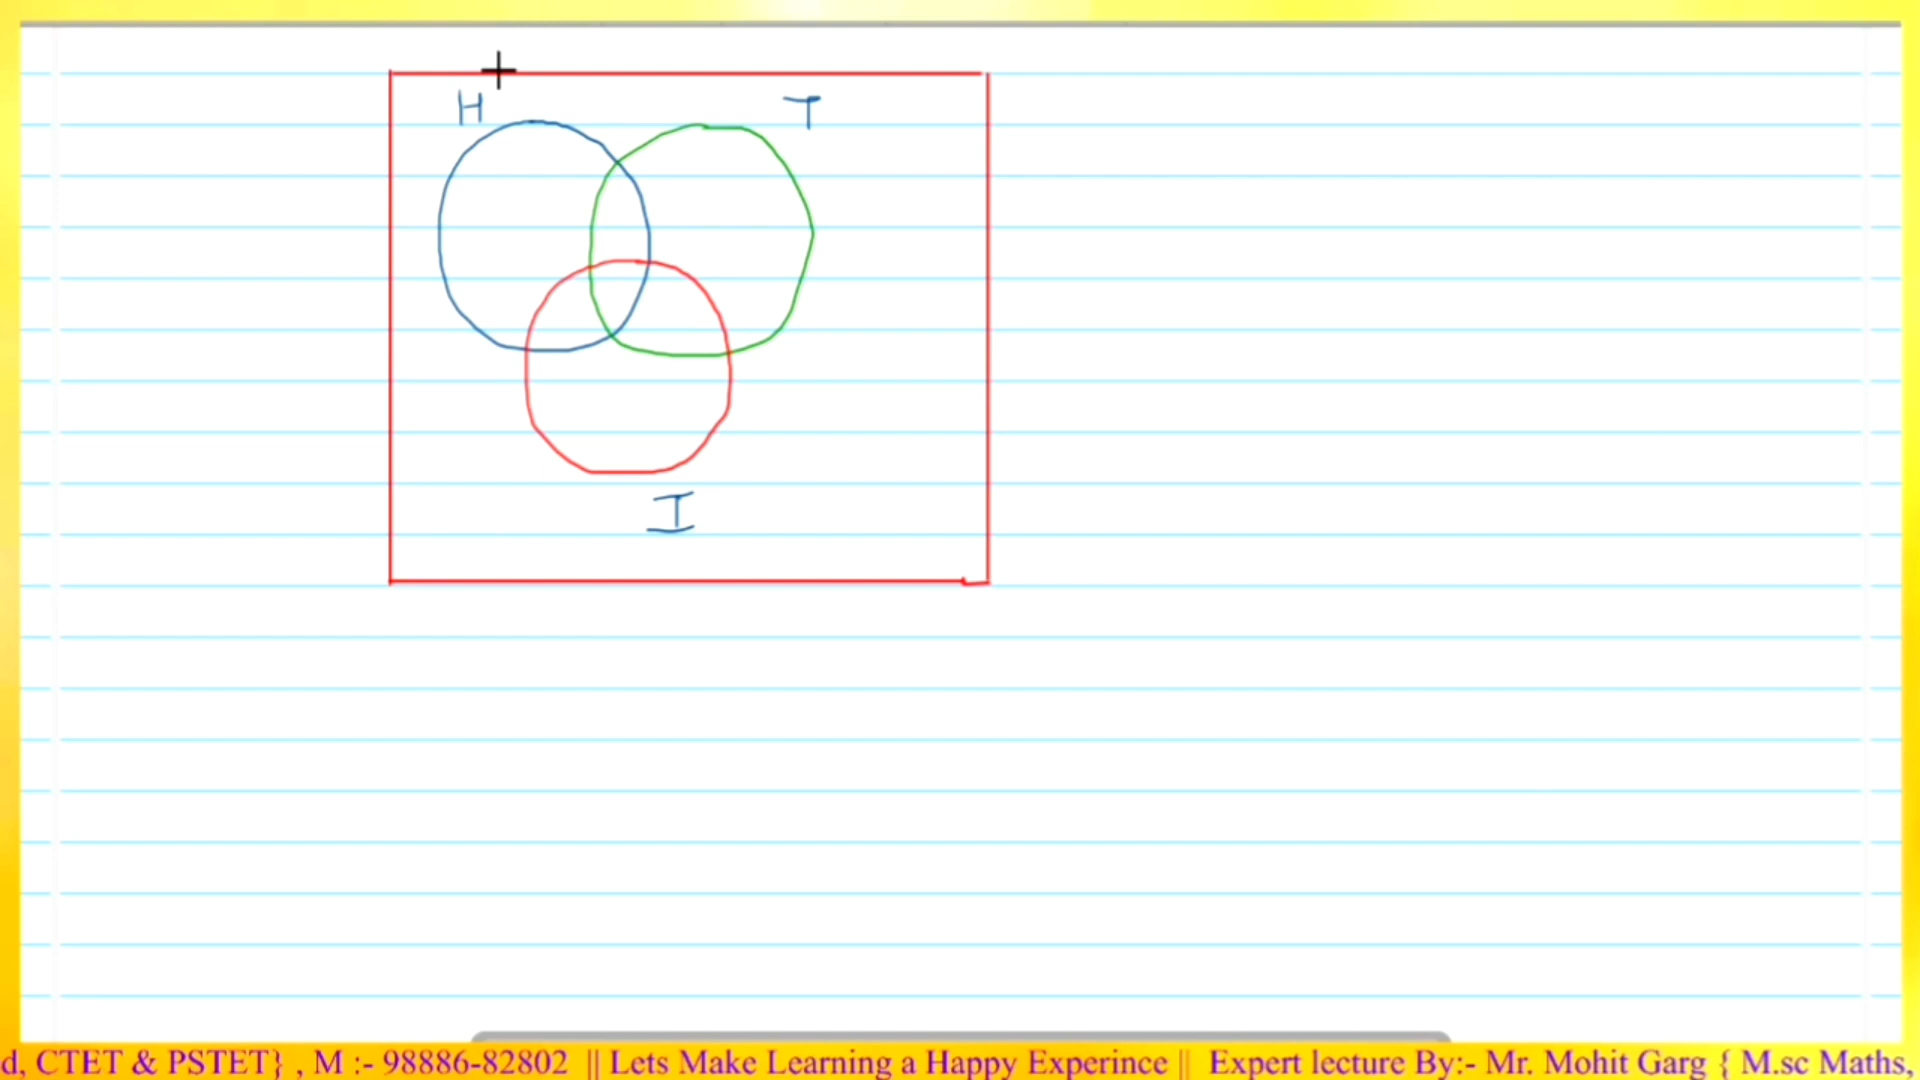 H
T
I
d, CTET & PSTET} , M :- 98886-82802 || Lets Make Learning a Happy Experince || Expert lecture By:- Mr. Mohit Garg { M.sc Maths,